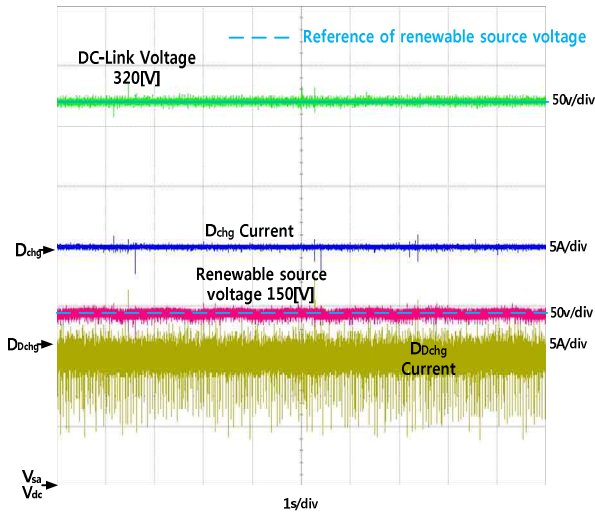 Reference of renewable source voltage
DC-Link Voltage
320[V]
50v/div
Dchg Current
Dchg
5A/div
Renewable source
voltage 150[V]
50v/div
DDchg
5A/div
DDchg
Current
Vsa
Vdc
1s/div